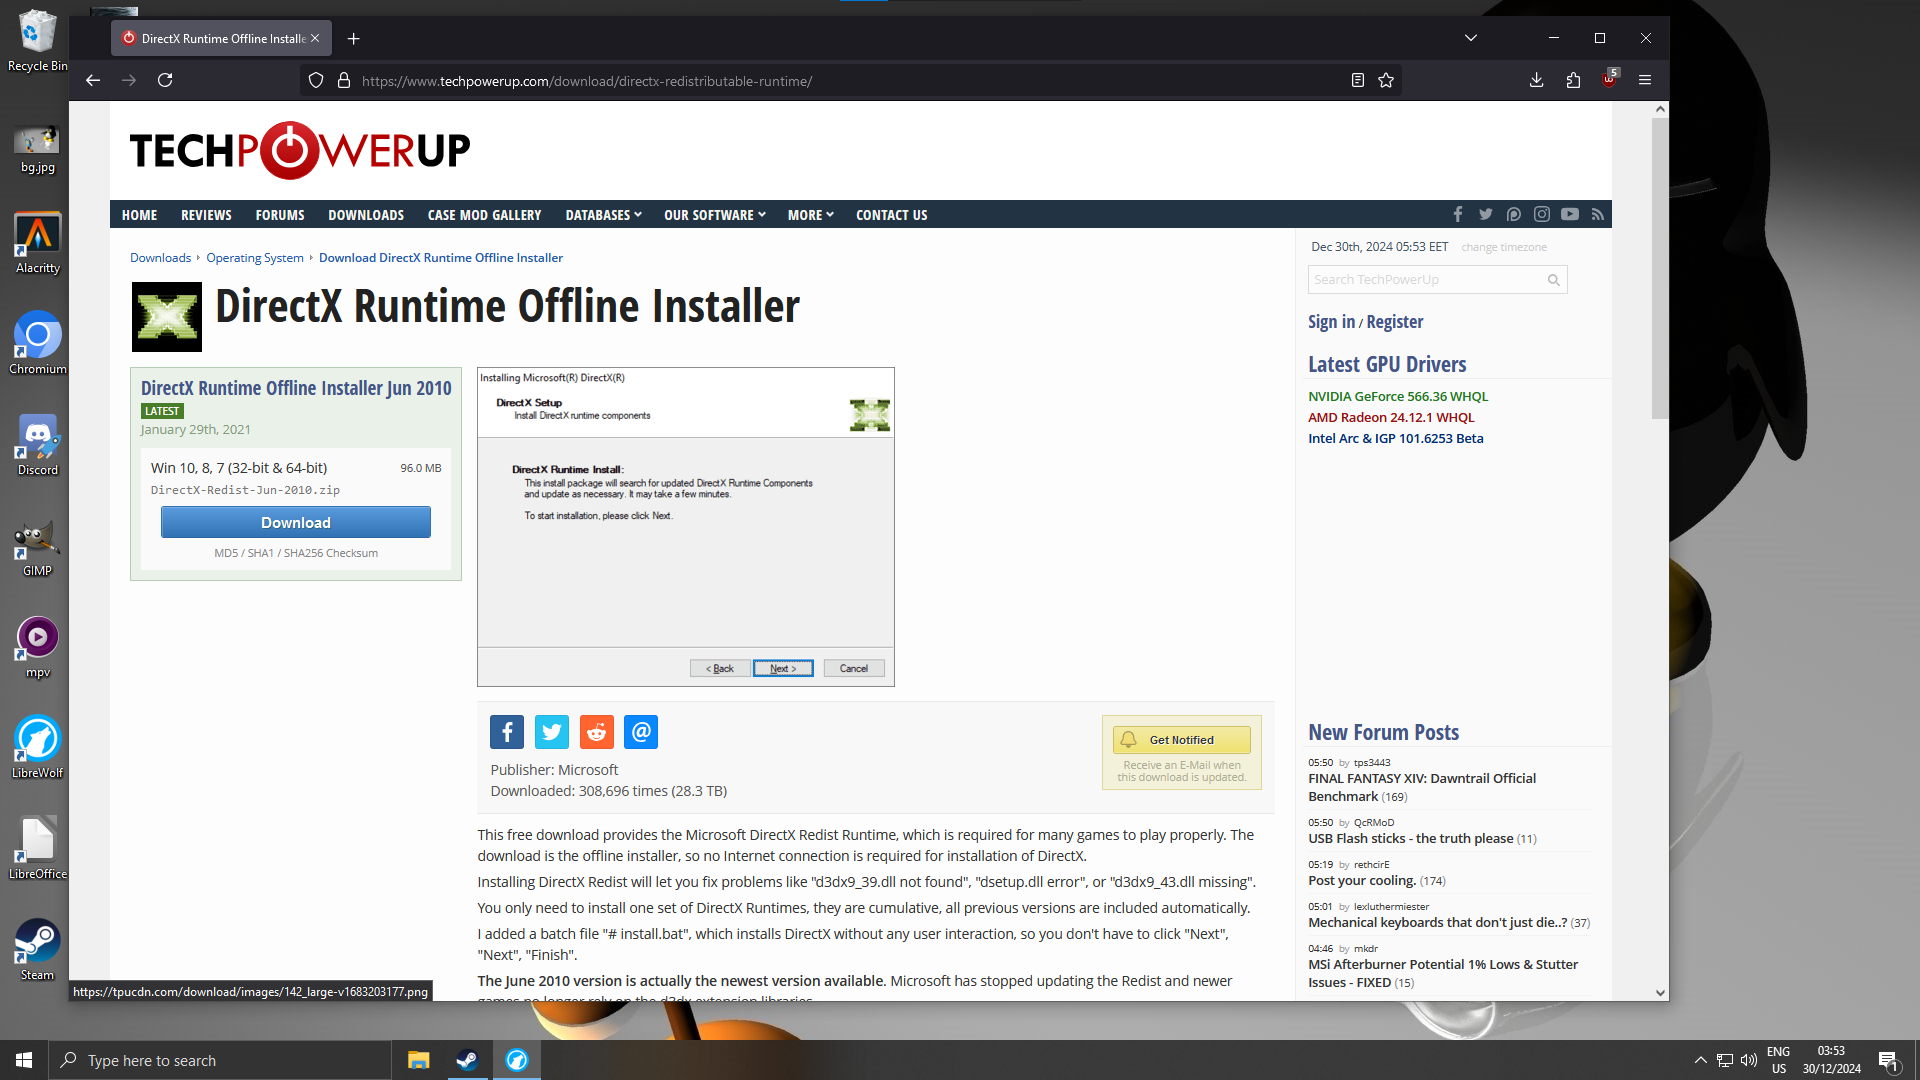 Recycle Bin
bg.jpg
Alacritty
Chromium
Discord
GIMP
mpv
LibreWolf
LibreOffice
Steam
DirectX Runtime Offline Installe
https://www.techpowerup.com/download/directx-redistributable-runtime/
5
TECHPOWERUP
HOME REVIEWS FORUMS DOWNLOADS CASE MOD GALLERY DATABASES OUR SOFTWARE MORE CONTACT US
Downloads Operating System Download DirectX Runtime Offline Installer
DirectX Runtime Offline Installer
DirectX Runtime Offline Installer Jun 2010
LATEST
January 29th, 2021
Win 10, 8, 7 (32-bit & 64-bit) 96.0 MB
DirectX-Redist-Jun-2010.zip
Download
MD5 / SHA1 / SHA256 Checksum
Installing Microsoft(R) DirectX(R)
DirectX Setup
Install DirectX runtime components
DirectX Runtime Install:
This install package will search for updated DirectX Runtime Components
and update as necessary. It may take a few minutes.
To start installation, please click Next.
< Back Next > Cancel
Publisher: Microsoft
Downloaded: 308,696 times (28.3 TB)
Get Notified
Receive an E-Mail when
this download is updated.
This free download provides the Microsoft DirectX Redist Runtime, which is required for many games to play properly. The
download is the offline installer, so no Internet connection is required for installation of DirectX.
Installing DirectX Redist will let you fix problems like "d3dx9_39.dll not found", "dsetup.dll error", or "d3dx9_43.dll missing".
You only need to install one set of DirectX Runtimes, they are cumulative, all previous versions are included automatically.
I added a batch file "# install.bat", which installs DirectX without any user interaction, so you don't have to click "Next",
"Next", "Finish".
The June 2010 version is actually the newest version available. Microsoft has stopped updating the Redist and newer
games no longer rely on the d3dx extension libraries.
Dec 30th, 2024 05:53 EET change timezone
Search TechPowerUp
Sign in / Register
Latest GPU Drivers
NVIDIA GeForce 566.36 WHQL
AMD Radeon 24.12.1 WHQL
Intel Arc & IGP 101.6253 Beta
New Forum Posts
05:50 by tps3443
FINAL FANTASY XIV: Dawntrail Official
Benchmark (169)
05:50 by QcRMoD
USB Flash sticks - the truth please (11)
05:19 by rethcirE
Post your cooling. (174)
05:01 by lexluthermiester
Mechanical keyboards that don't just die..? (37)
04:46 by mkdr
MSi Afterburner Potential 1% Lows & Stutter
Issues - FIXED (15)
https://tpucdn.com/download/images/142_large-v1683203177.png
Type here to search
ENG
US
03:53
30/12/2024
1